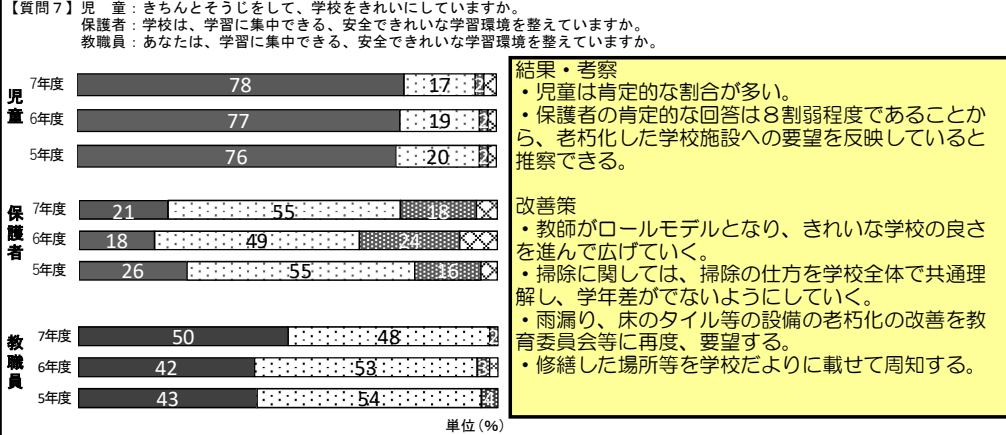 【質問７】児　童：きちんとそうじをして、学校をきれいにしていますか。
保護者：学校は、学習に集中できる、安全できれいな学習環境を整えていますか。
教職員：あなたは、学習に集中できる、安全できれいな学習環境を整えていますか。
児童
7年度 78 17 2
6年度 77 19 2
5年度 76 20 2
保護者
7年度 21 55 18
6年度 18 49 24
5年度 26 55 16
教職員
7年度 50 48 2
6年度 42 53 3
5年度 43 54 4
単位(%)
結果・考察
・児童は肯定的な割合が多い。
・保護者の肯定的な回答は８割弱程度であることか
ら、老朽化した学校施設への要望を反映していると
推察できる。
改善策
・教師がロールモデルとなり、きれいな学校の良さ
を進んで広げていく。
・掃除に関しては、掃除の仕方を学校全体で共通理
解し、学年差がでないようにしていく。
・雨漏り、床のタイル等の設備の老朽化の改善を教
育委員会等に再度、要望する。
・修繕した場所等を学校だよりに載せて周知する。